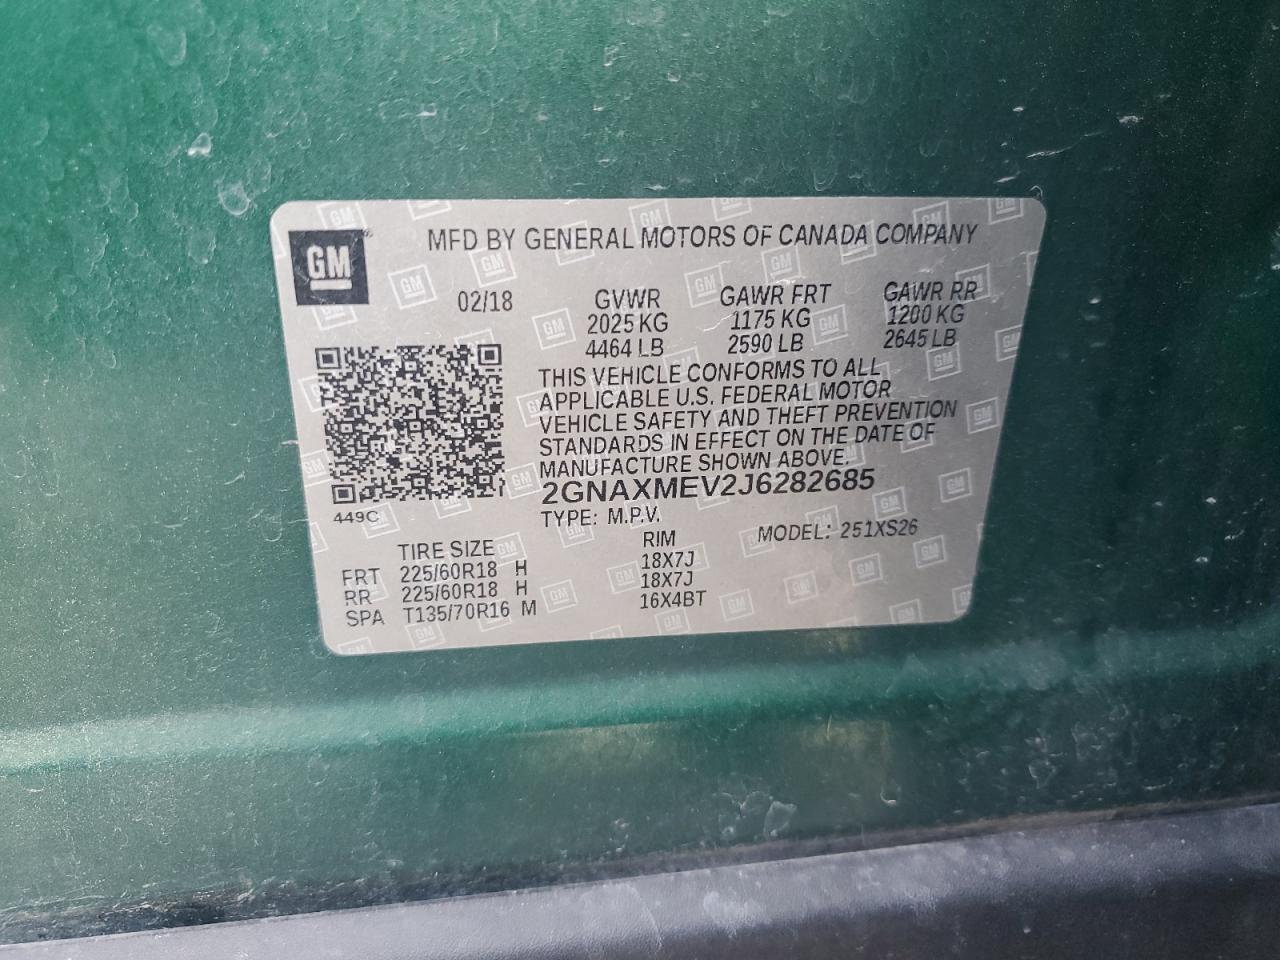 GM
MFD BY GENERAL MOTORS OF CANADA COMPANY
02/18 GVWR GAWR FRT GAWR RR
2025 KG 1175 KG 1200 KG
4464 LB 2590 LB 2645 LB
THIS VEHICLE CONFORMS TO ALL
APPLICABLE U.S. FEDERAL MOTOR
VEHICLE SAFETY AND THEFT PREVENTION
STANDARDS IN EFFECT ON THE DATE OF
MANUFACTURE SHOWN ABOVE.
2GNAXMEV2J6282685
449C
TYPE: M.P.V. MODEL: 251XS26
TIRE SIZE RIM
FRT 225/60R18 H 18X7J
RR 225/60R18 H 18X7J
SPA T135/70R16 M 16X4BT